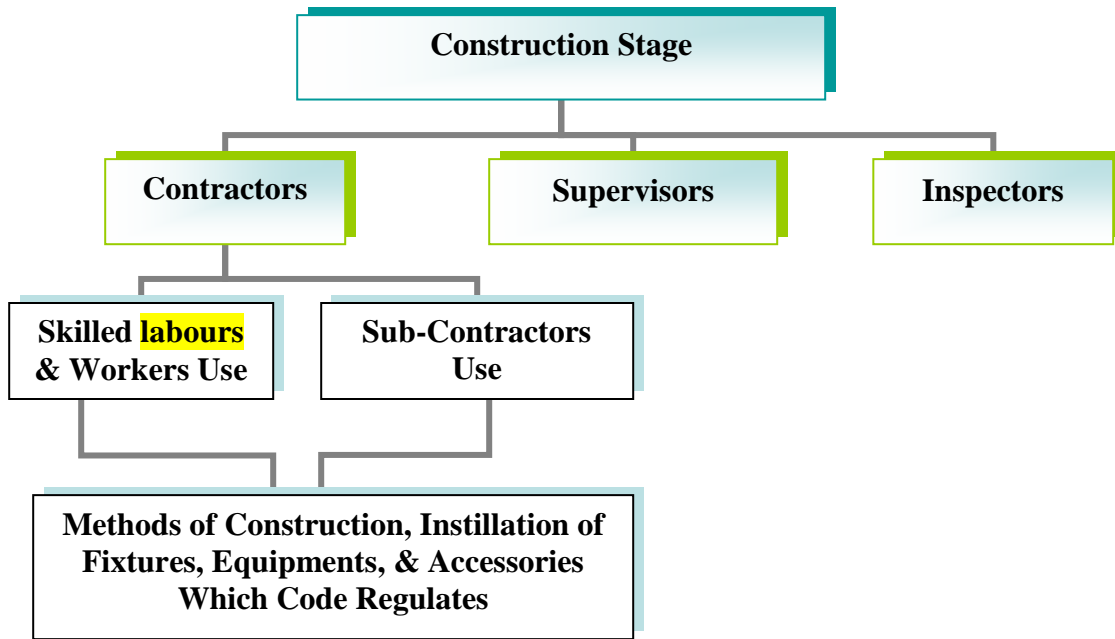 Construction Stage
Contractors
Supervisors
Inspectors
Skilled labours
& Workers Use
Sub-Contractors
Use
Methods of Construction, Instillation of
Fixtures, Equipments, & Accessories
Which Code Regulates